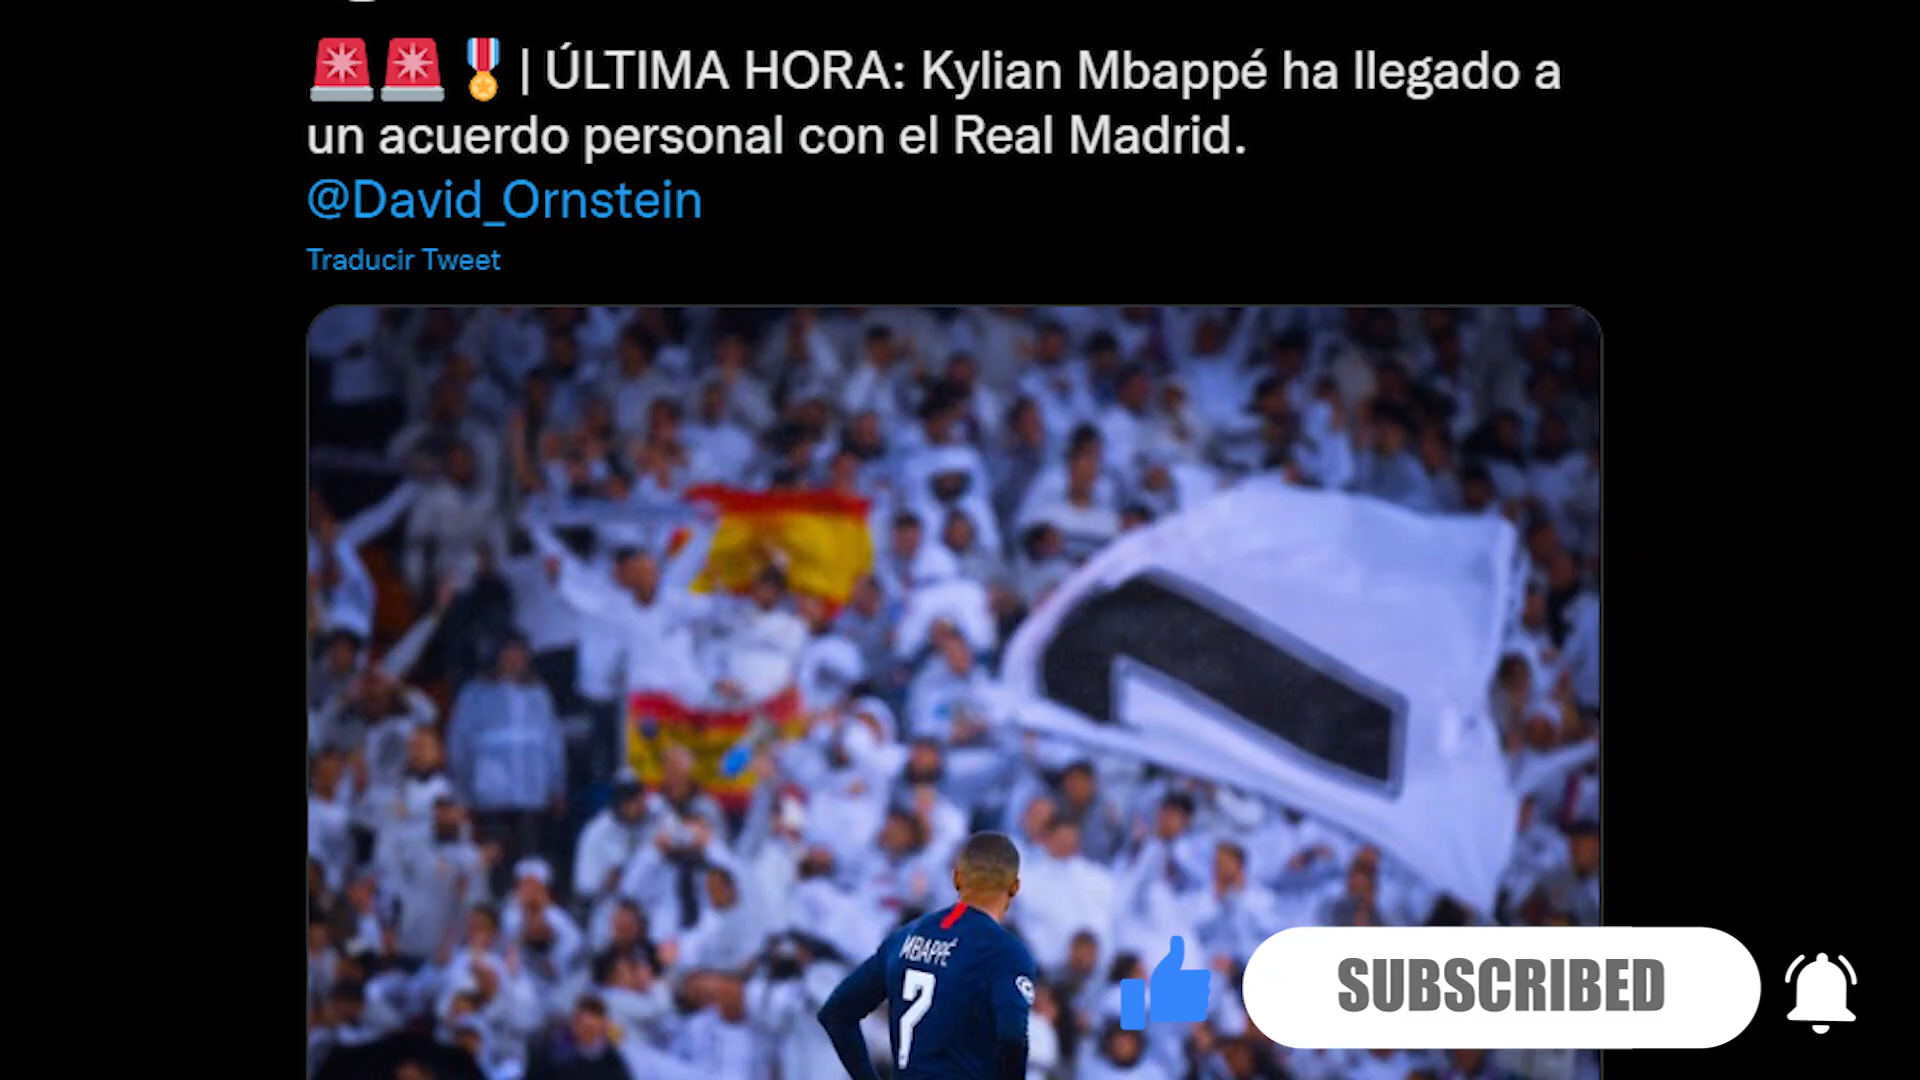 🚨🚨🎖️| ÚLTIMA HORA: Kylian Mbappé ha llegado a
un acuerdo personal con el Real Madrid.
@David_Ornstein
Traducir Tweet
MBAPPÉ
7
SUBSCRIBED